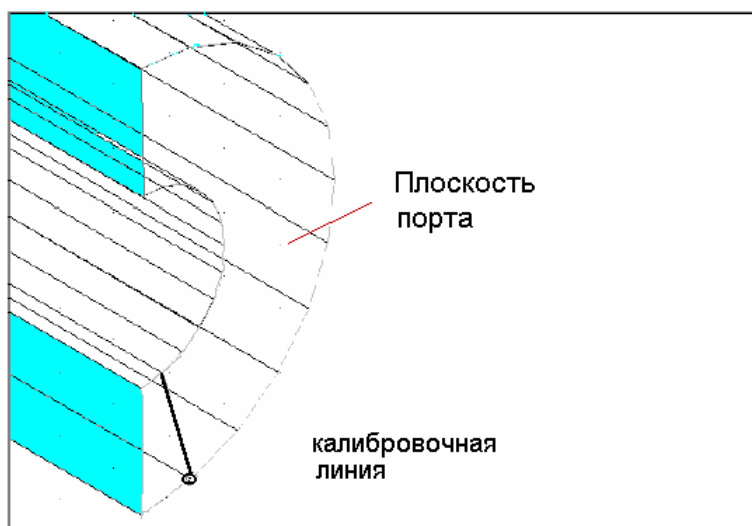 Плоскость
порта
калибровочная
линия